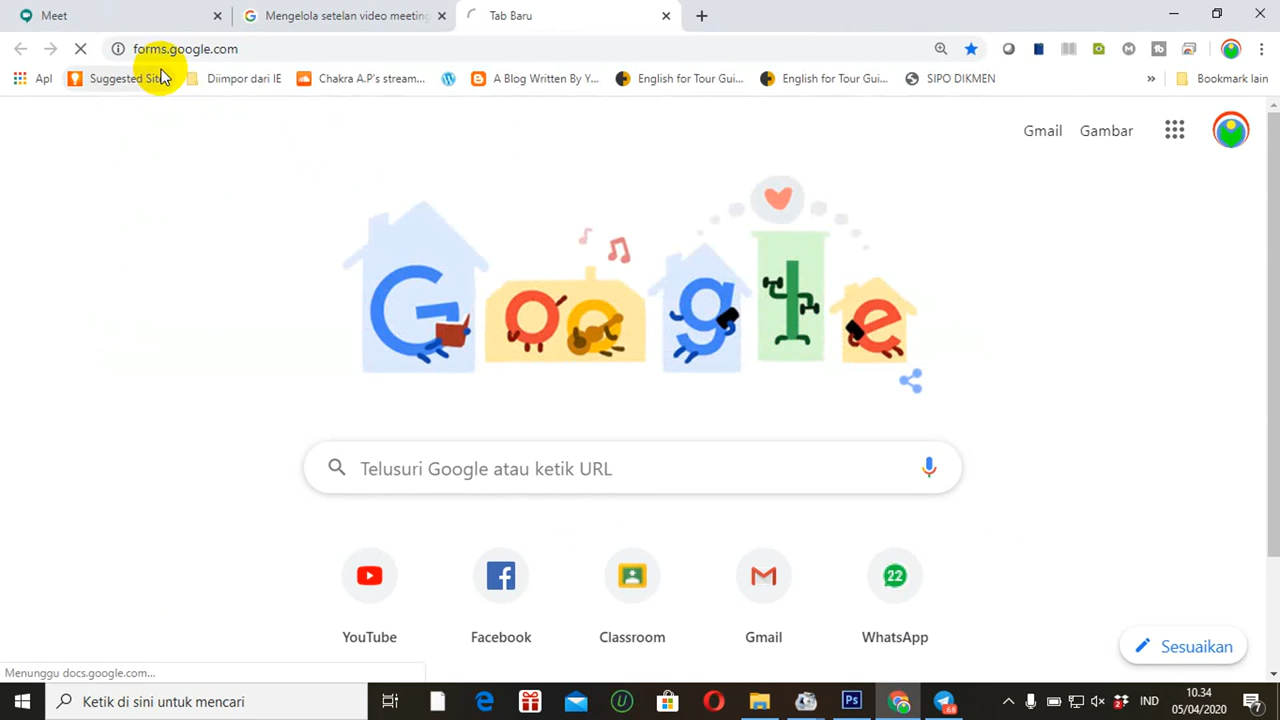 Meet
Mengelola setelan video meeting
Tab Baru
forms.google.com
Apl
Suggested Sit
Diimpor dari IE
Chakra A.P's stream...
A Blog Written By Y...
English for Tour Gui...
English for Tour Gui...
SIPO DIKMEN
»
Bookmark lain
Gmail
Gambar
Google
Telusuri Google atau ketik URL
22
YouTube
Facebook
Classroom
Gmail
WhatsApp
Sesuaikan
Menunggu docs.google.com...
Ketik di sini untuk mencari
Ps
IND
10.34
05/04/2020